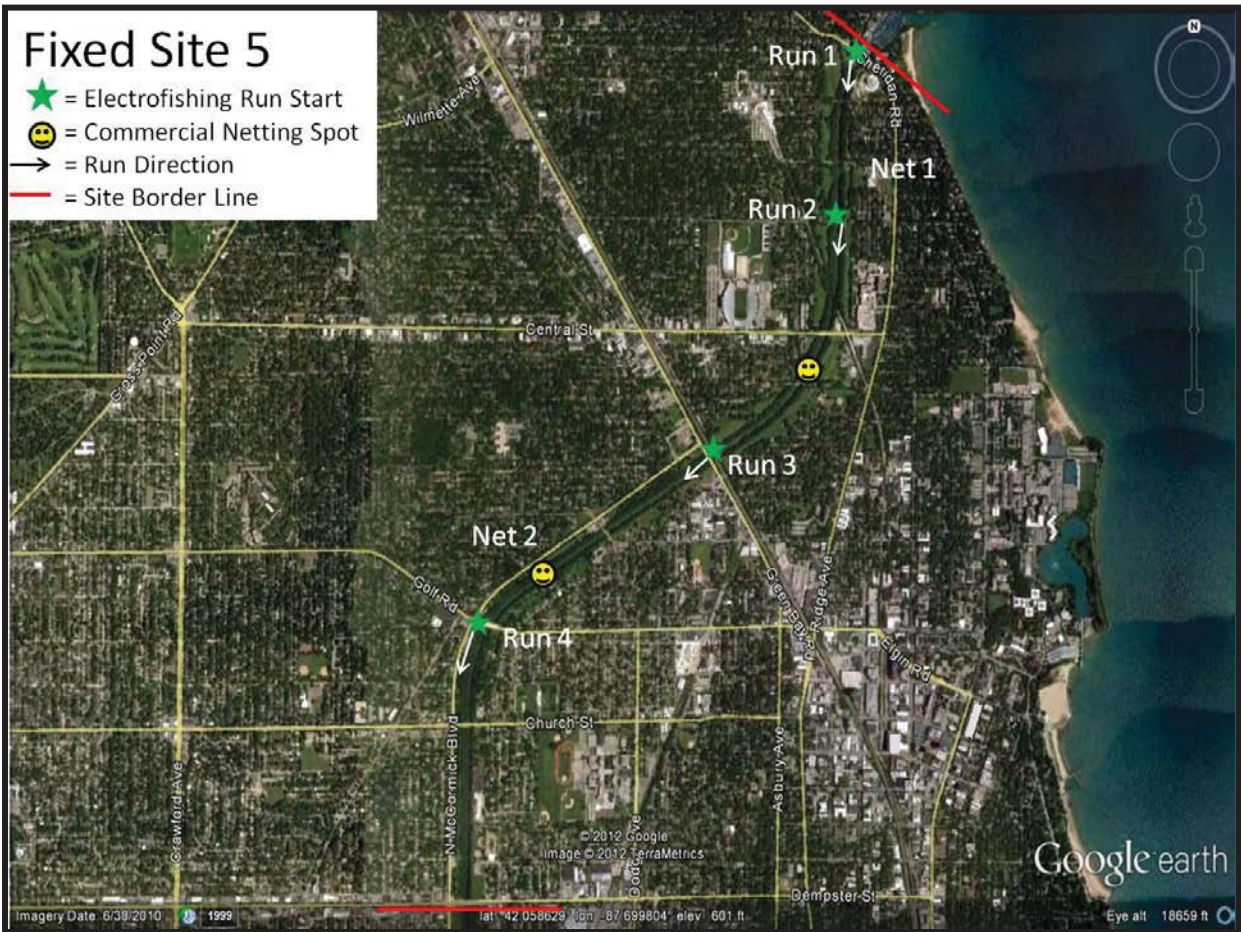 Fixed Site 5
= Electrofishing Run Start
= Commercial Netting Spot
= Run Direction
= Site Border Line
N
Run 1
Sheridan Rd
Wilmette Ave
Net 1
Run 2
Central St
Gross Point Rd
Run 3
Net 2
Golf Rd
Run 4
Green Bay Rd
Ridge Ave
Elgin Rd
Church St
N McCormick Blvd
Asbury Ave
Crawford Ave
Dodge Ave
© 2012 Google
Image © 2012 TerraMetrics
Google earth
Dempster St
Imagery Date: 6/30/2010
1999
lat 42.058629 lon -87.699804 elev 601 ft
Eye alt 18659 ft